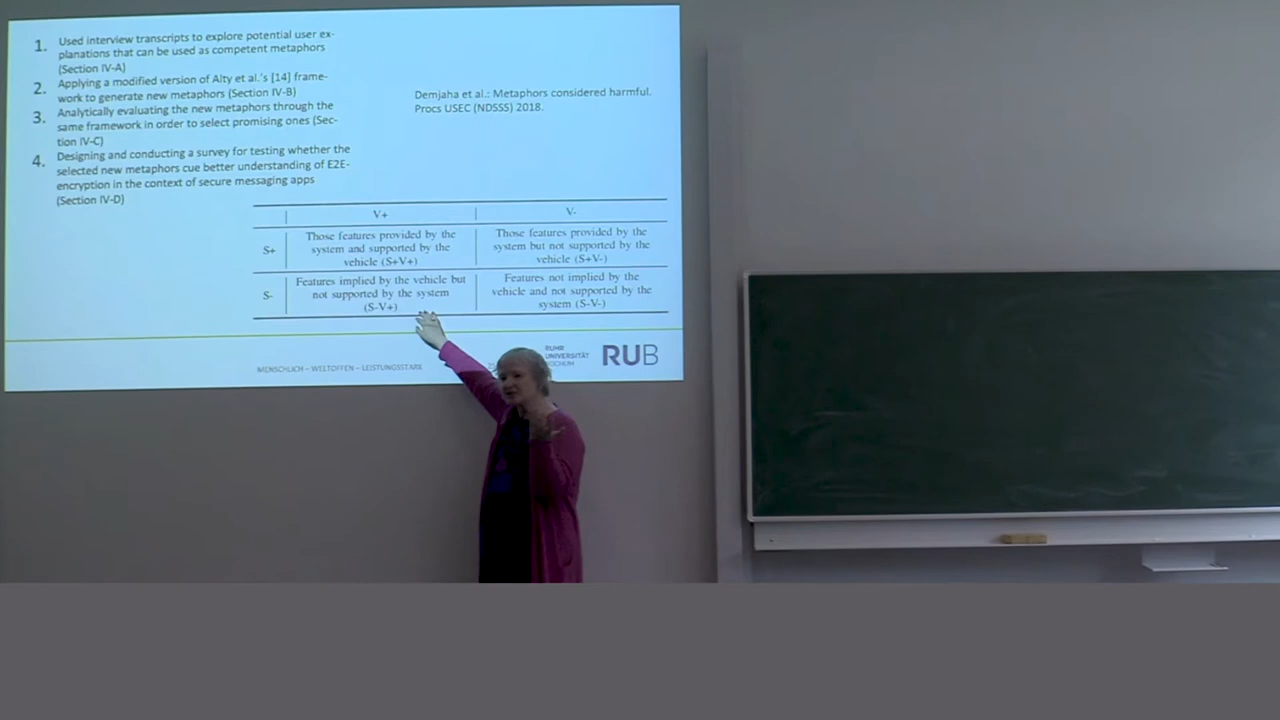 1. Used interview transcripts to explore potential user ex-
planations that can be used as competent metaphors
(Section IV-A)
2. Applying a modified version of Alty et al.'s [14] frame-
work to generate new metaphors (Section IV-B)
3. Analytically evaluating the new metaphors through the
same framework in order to select promising ones (Sec-
tion IV-C)
4. Designing and conducting a survey for testing whether the
selected new metaphors cue better understanding of E2E-
encryption in the context of secure messaging apps
(Section IV-D)
Demjaha et al.: Metaphors considered harmful.
Procs USEC (NDSSS) 2018.
V+ V-
S+
Those features provided by the
system and supported by the
vehicle (S+V+)
Those features provided by the
system but not supported by the
vehicle (S+V-)
S-
Features implied by the vehicle but
not supported by the system
(S-V+)
Features not implied by the
vehicle and not supported by the
system (S-V-)
MENSCHLICH – WELTOFFEN – LEISTUNGSSTARK
RUHR
UNIVERSITÄT
BOCHUM
RUB